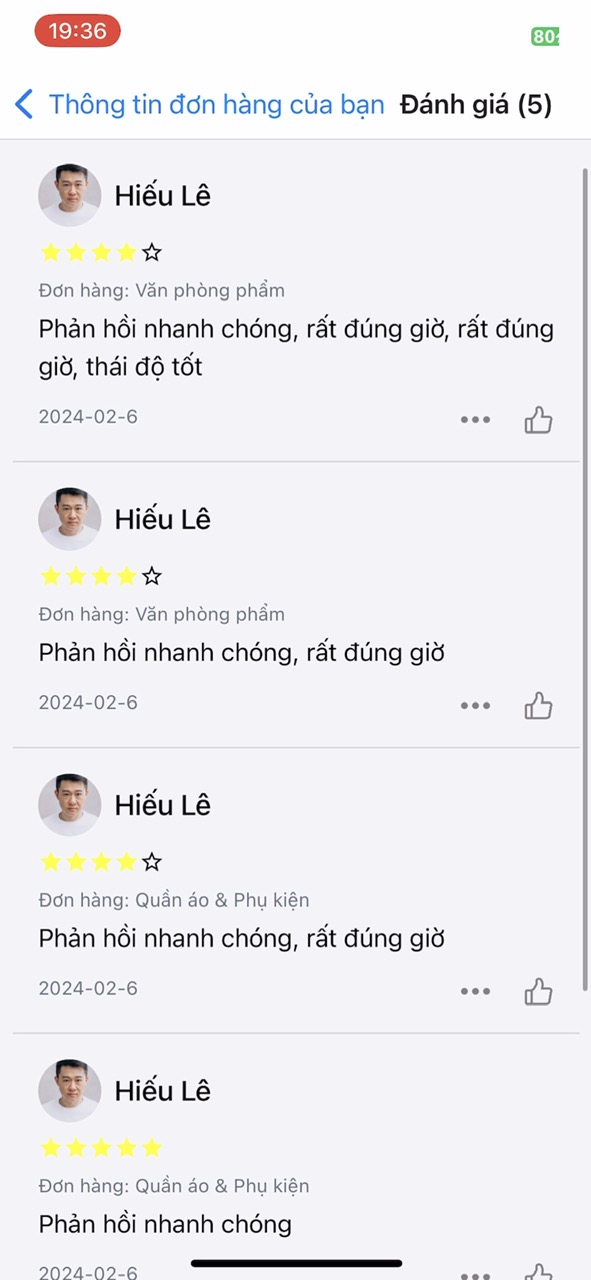 19:36
80
Thông tin đơn hàng của bạn Đánh giá (5)
Hiếu Lê
Đơn hàng: Văn phòng phẩm
Phản hồi nhanh chóng, rất đúng giờ, rất đúng
giờ, thái độ tốt
2024-02-6
Hiếu Lê
Đơn hàng: Văn phòng phẩm
Phản hồi nhanh chóng, rất đúng giờ
2024-02-6
Hiếu Lê
Đơn hàng: Quần áo & Phụ kiện
Phản hồi nhanh chóng, rất đúng giờ
2024-02-6
Hiếu Lê
Đơn hàng: Quần áo & Phụ kiện
Phản hồi nhanh chóng
2024-02-6